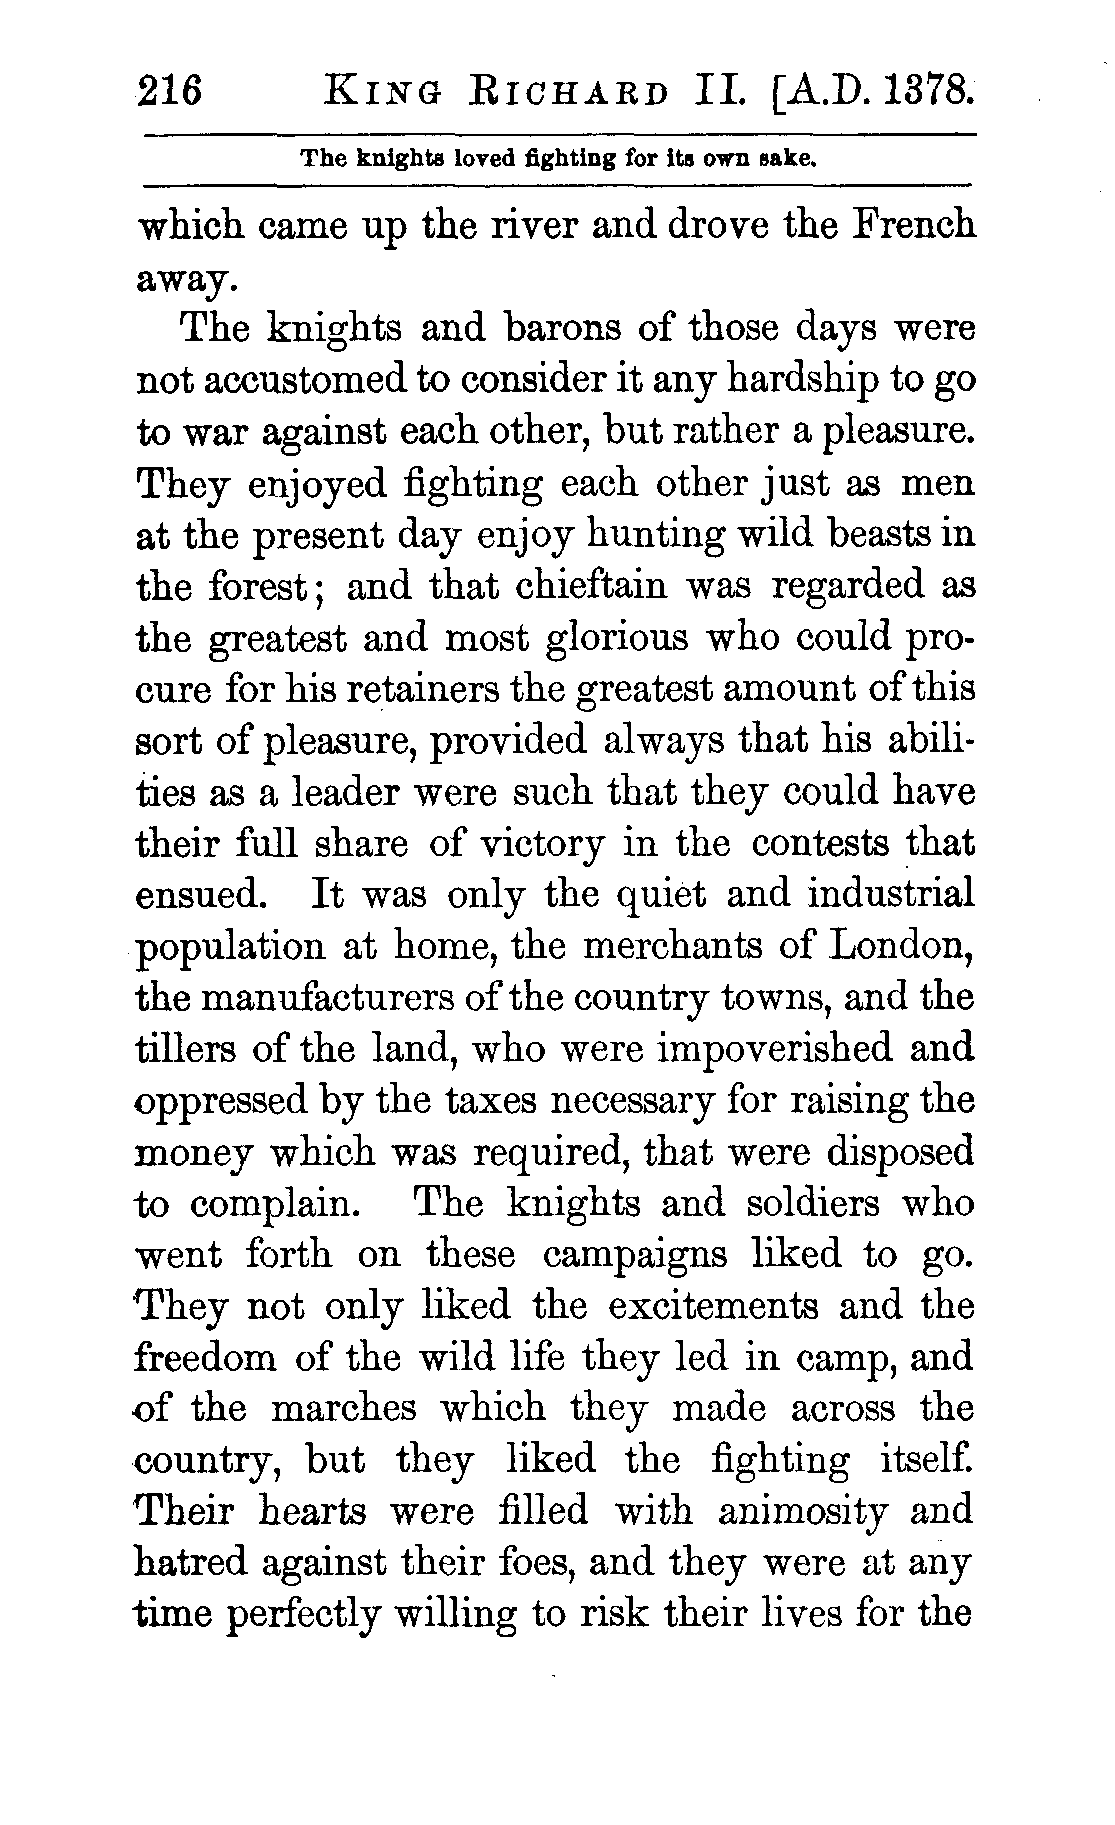 216 KING RICHARD II. [A.D. 1378.
The knights loved fighting for its own sake.
which came up the river and drove the French
away.
The knights and barons of those days were
not accustomed to consider it any hardship to go
to war against each other, but rather a pleasure.
They enjoyed fighting each other just as men
at the present day enjoy hunting wild beasts in
the forest; and that chieftain was regarded as
the greatest and most glorious who could pro-
cure for his retainers the greatest amount of this
sort of pleasure, provided always that his abili-
ties as a leader were such that they could have
their full share of victory in the contests that
ensued. It was only the quiet and industrial
population at home, the merchants of London,
the manufacturers of the country towns, and the
tillers of the land, who were impoverished and
oppressed by the taxes necessary for raising the
money which was required, that were disposed
to complain. The knights and soldiers who
went forth on these campaigns liked to go.
They not only liked the excitements and the
freedom of the wild life they led in camp, and
of the marches which they made across the
country, but they liked the fighting itself.
Their hearts were filled with animosity and
hatred against their foes, and they were at any
time perfectly willing to risk their lives for the